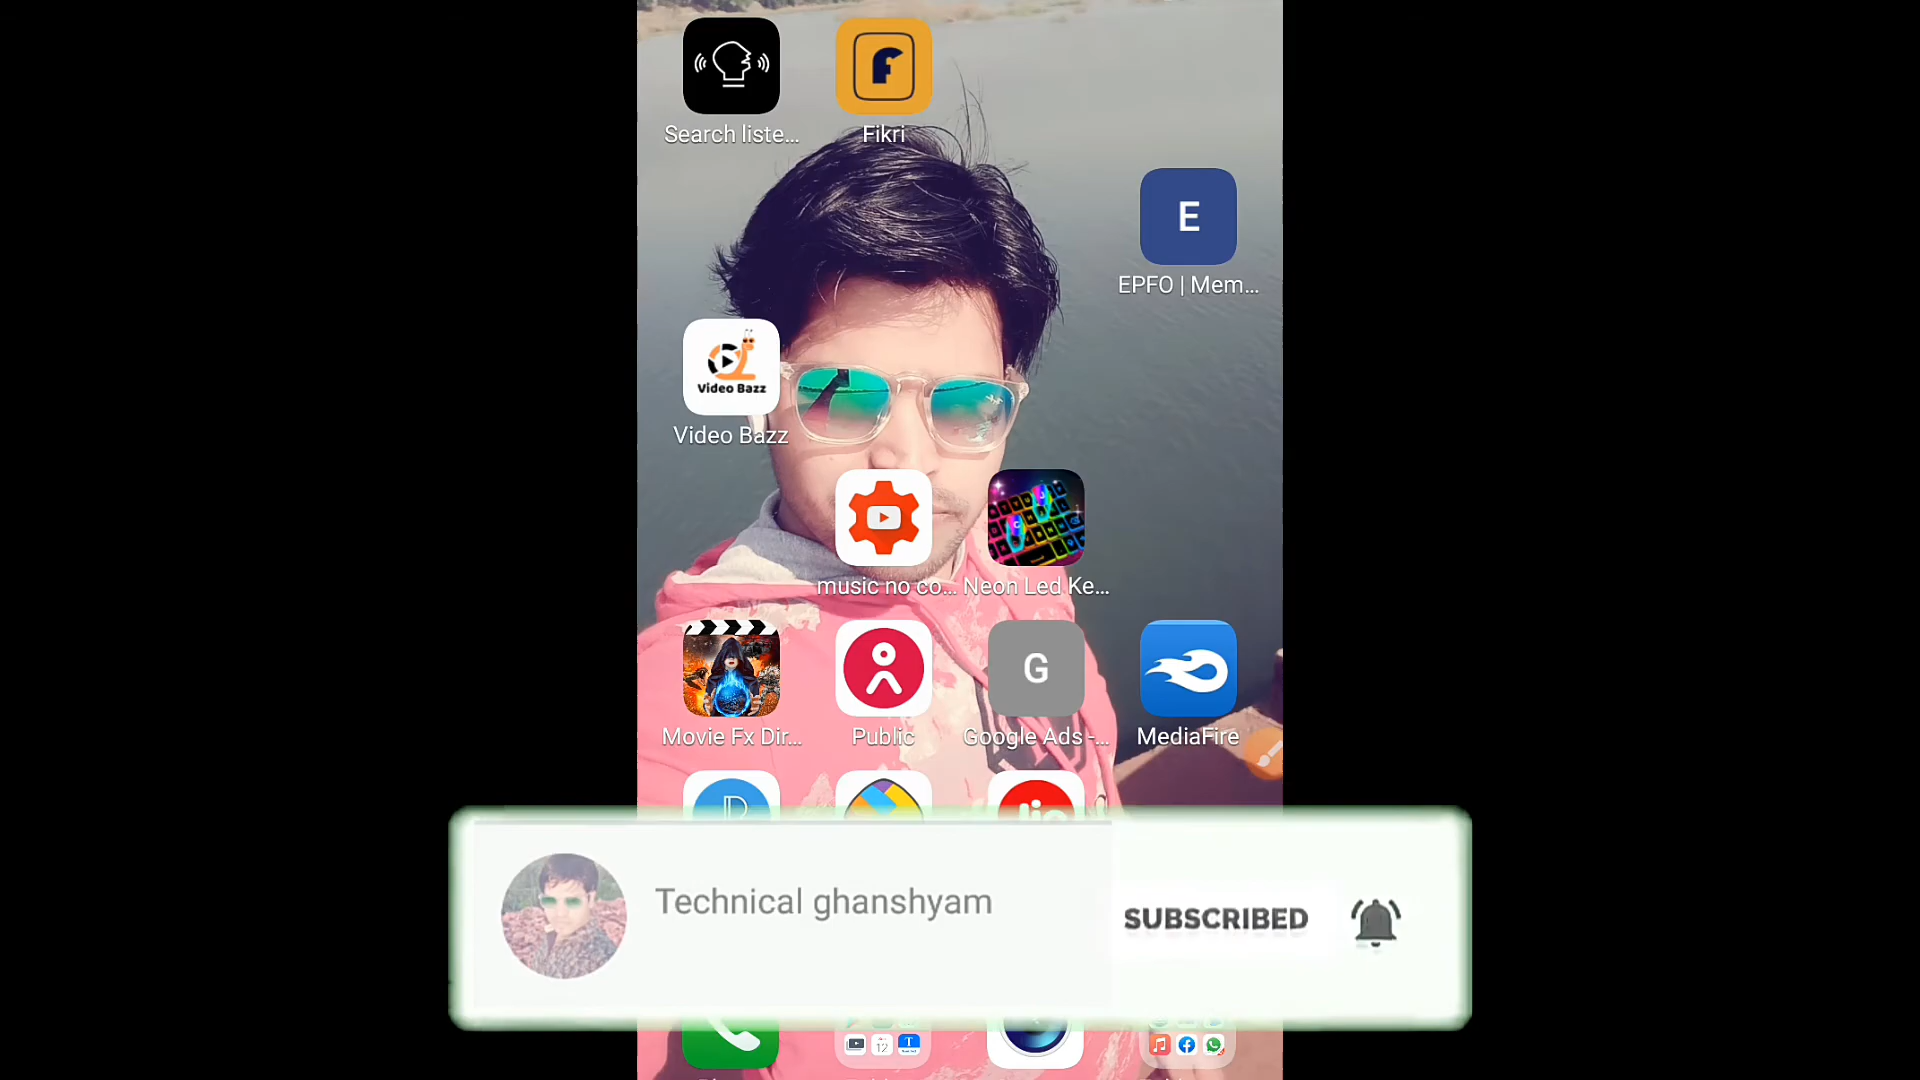 Search liste...
Fikri
E
EPFO | Mem...
Video Bazz
Video Bazz
music no co...
Neon Led Ke...
G
Movie Fx Dir...
Public
Google Ads -...
MediaFire
Technical ghanshyam
SUBSCRIBED
12
T